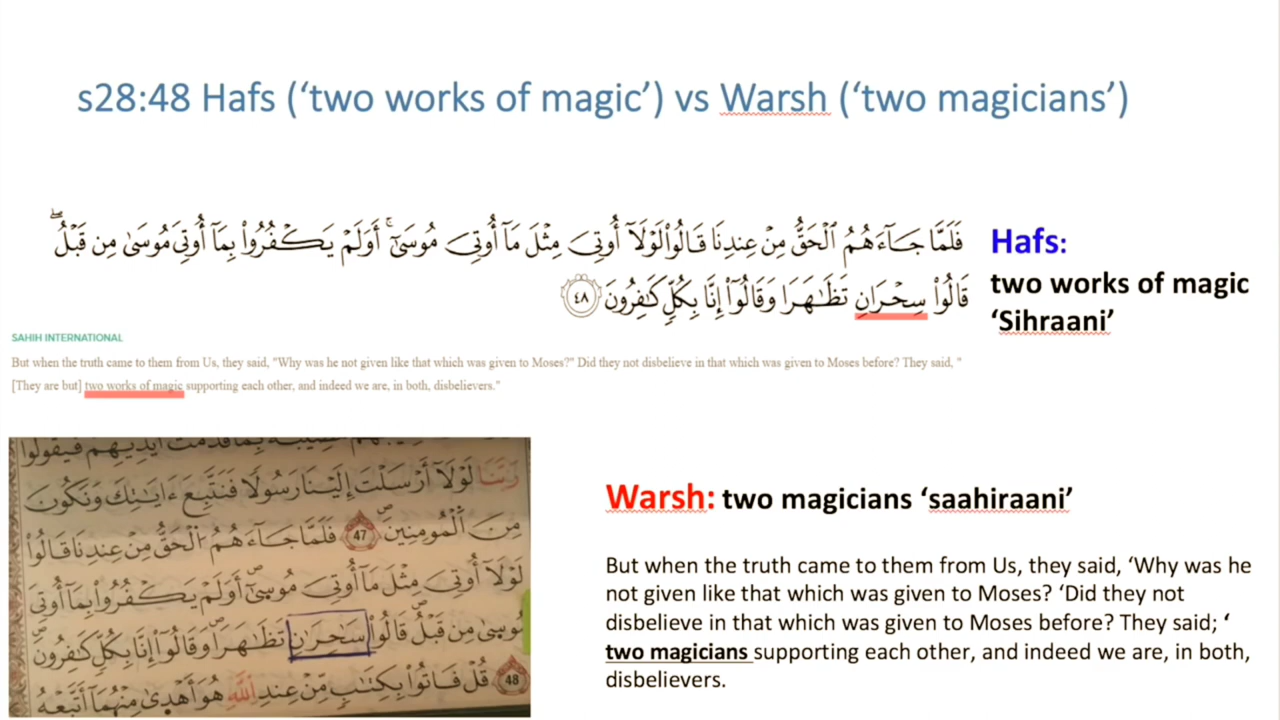 s28:48 Hafs (‘two works of magic’) vs Warsh (‘two magicians’)
فَلَمَّا جَآءَهُمُ ٱلْحَقُّ مِنْ عِندِنَا قَالُوا۟ لَوْلَآ أُوتِىَ مِثْلَ مَآ أُوتِىَ مُوسَىٰٓ ۚ أَوَلَمْ يَكْفُرُوا۟ بِمَآ أُوتِىَ مُوسَىٰ مِن قَبْلُ ۖ
قَالُوا۟ سِحْرَانِ تَظَٰهَرَا وَقَالُوٓا۟ إِنَّا بِكُلٍّ كَٰفِرُونَ ٤٨
Hafs:
two works of magic
‘Sihraani’
SAHIH INTERNATIONAL
But when the truth came to them from Us, they said, "Why was he not given like that which was given to Moses?" Did they not disbelieve in that which was given to Moses before? They said, "
[They are but] two works of magic supporting each other, and indeed we are, in both, disbelievers."
بِمَا قَدَّمَتْ أَيْدِيهِمْ فَيَقُولُوا
رَبَّنَا لَوْلَآ أَرْسَلْتَ إِلَيْنَا رَسُولًا فَنَتَّبِعَ ءَايَٰتِكَ وَنَكُونَ
مِنَ ٱلْمُومِنِينَ 47 فَلَمَّا جَآءَهُمُ ٱلْحَقُّ مِنْ عِندِنَا قَالُوا
لَوْلَآ أُوتِىَ مِثْلَ مَآ أُوتِىَ مُوسَىٰٓ أَوَلَمْ يَكْفُرُوا بِمَآ أُوتِىَ
مُوسَىٰ مِن قَبْلُ قَالُوا سَٰحِرَٰنِ تَظَّٰهَرَا وَقَالُوٓا إِنَّا بِكُلٍّ كَٰفِرُونَ
48 قُلْ فَاتُوا بِكِتَٰبٍ مِّنْ عِندِ ٱللَّهِ هُوَ أَهْدَىٰ مِنْهُمَآ أَتَّبِعْهُ
Warsh: two magicians ‘saahiraani’
But when the truth came to them from Us, they said, ‘Why was he
not given like that which was given to Moses? ‘Did they not
disbelieve in that which was given to Moses before? They said; ‘
two magicians supporting each other, and indeed we are, in both,
disbelievers.